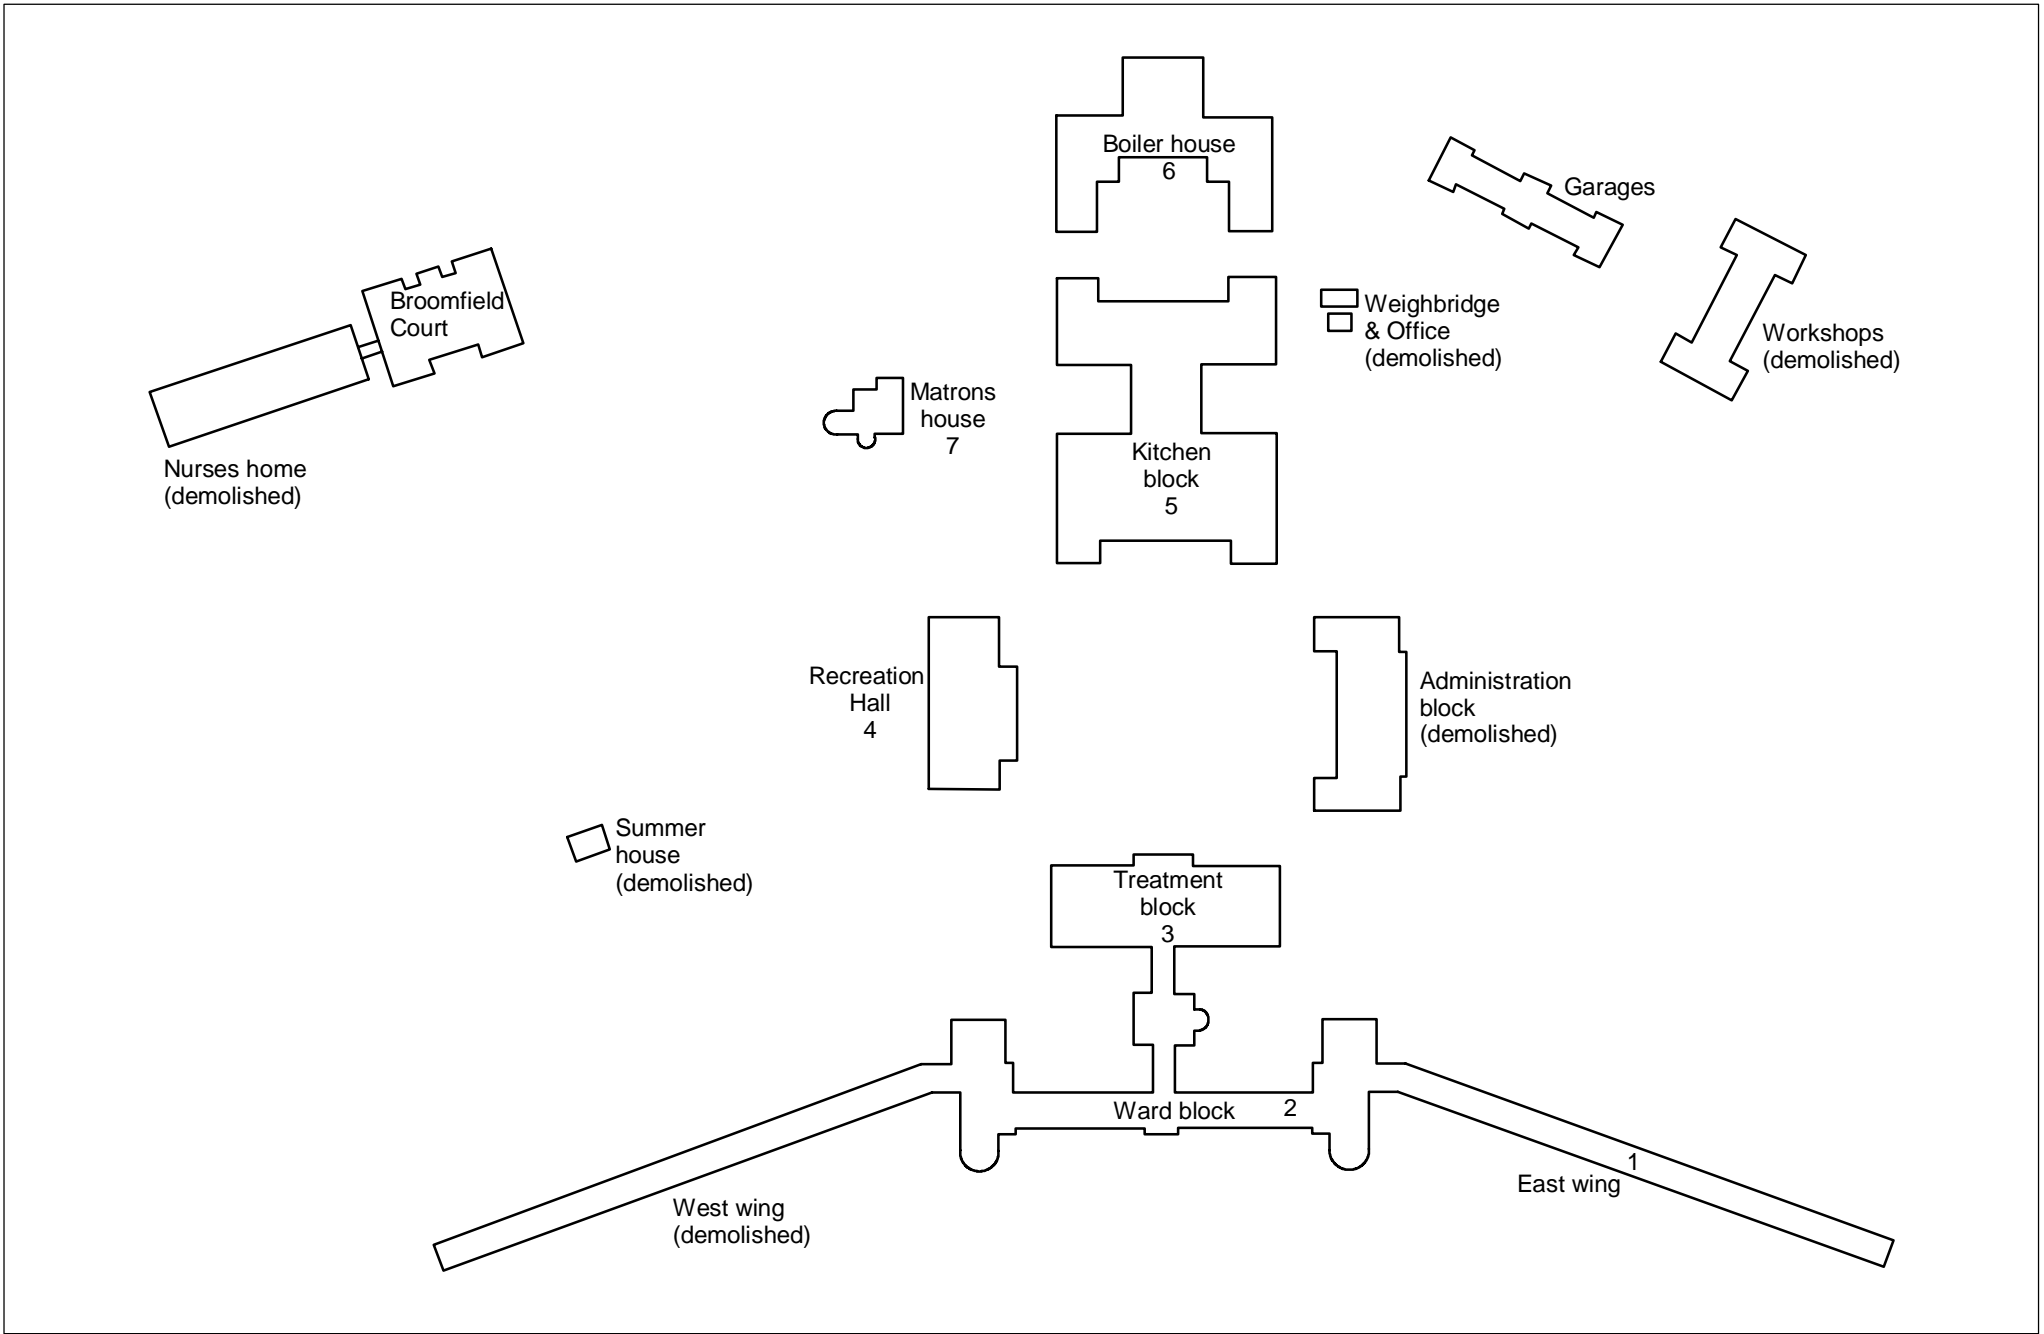 Boiler house
6
Garages
Broomfield
Court
Weighbridge
& Office
(demolished)
Workshops
(demolished)
Matrons
house
7
Nurses home
(demolished)
Kitchen
block
5
Recreation
Hall
4
Administration
block
(demolished)
Summer
house
(demolished)
Treatment
block
3
Ward block
2
1
East wing
West wing
(demolished)